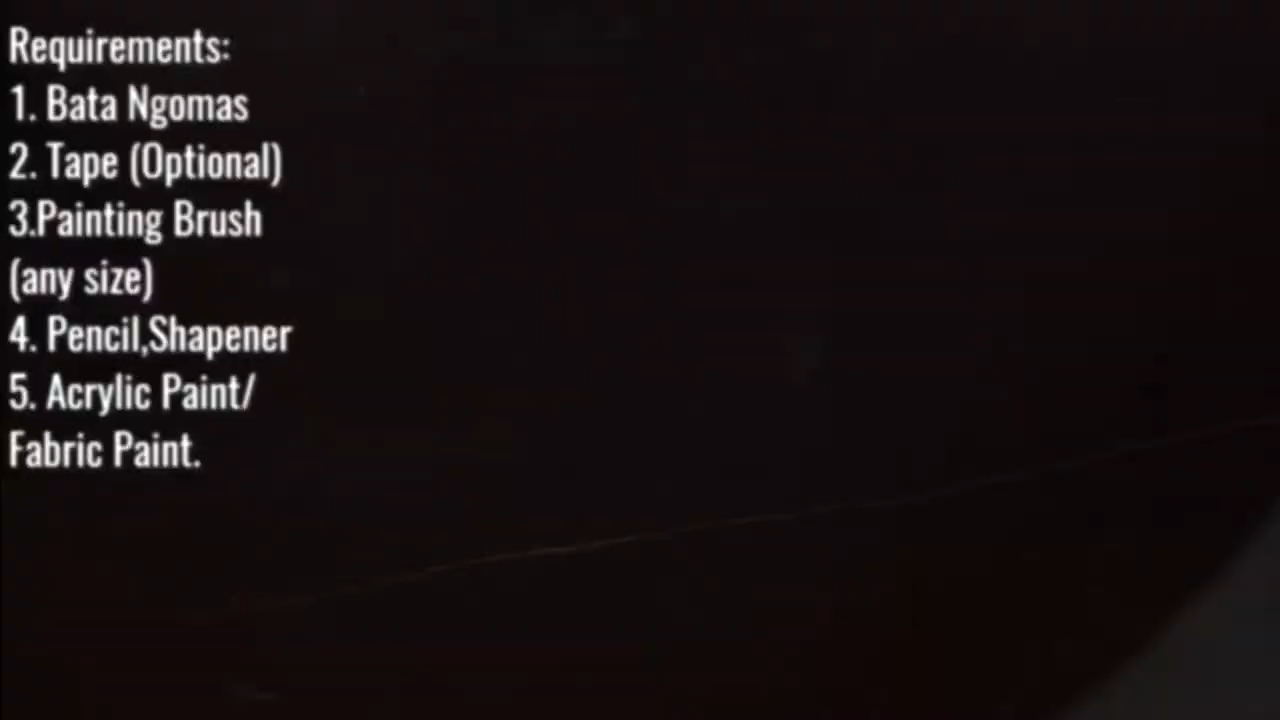 Requirements:
1. Bata Ngomas
2. Tape (Optional)
3.Painting Brush
(any size)
4. Pencil,Shapener
5. Acrylic Paint/
Fabric Paint.